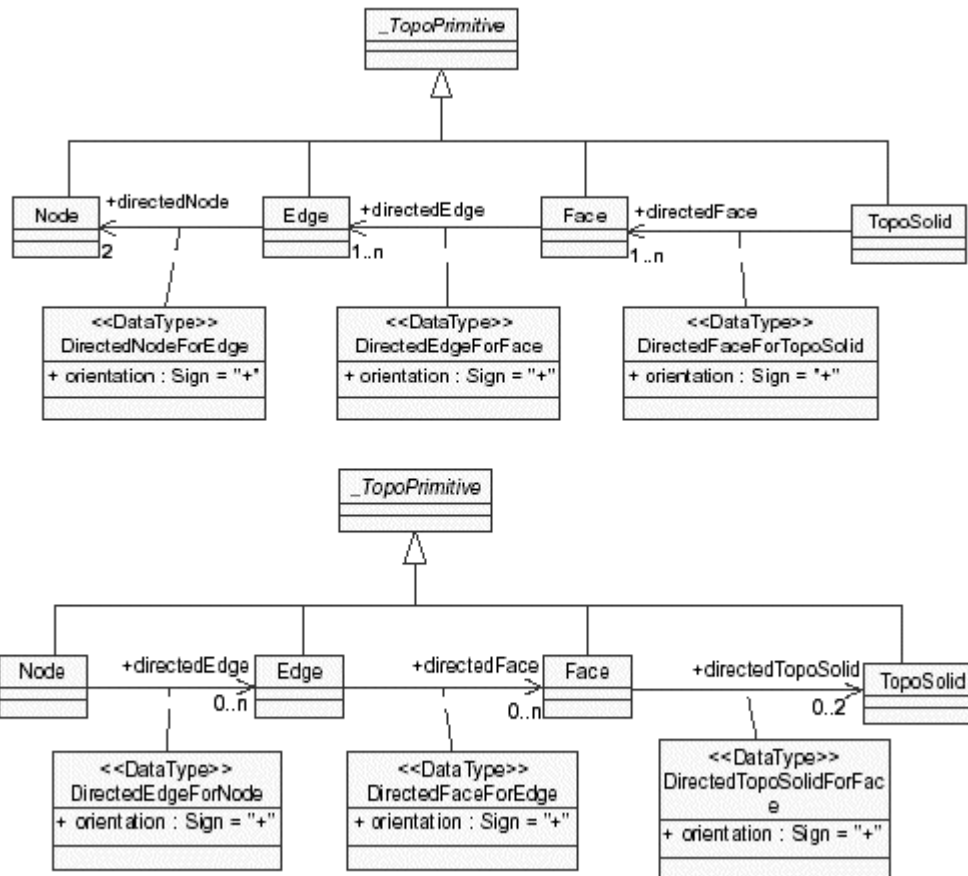 _TopoPrimitive
+directedNode
+directedEdge
+directedFace
Node
Edge
Face
TopoSolid
2
1..n
1..n
<<DataType>>
DirectedNodeForEdge
+ orientation : Sign = "+"
<<DataType>>
DirectedEdgeForFace
+ orientation : Sign = "+"
<<DataType>>
DirectedFaceForTopoSolid
+ orientation : Sign = "+"
_TopoPrimitive
Node
+directedEdge
Edge
+directedFace
Face
+directedTopoSolid
TopoSolid
0..n
0..n
0..2
<<DataType>>
DirectedEdgeForNode
+ orientation : Sign = "+"
<<DataType>>
DirectedFaceForEdge
+ orientation : Sign = "+"
<<DataType>>
DirectedTopoSolidForFac
e
+ orientation : Sign = "+"